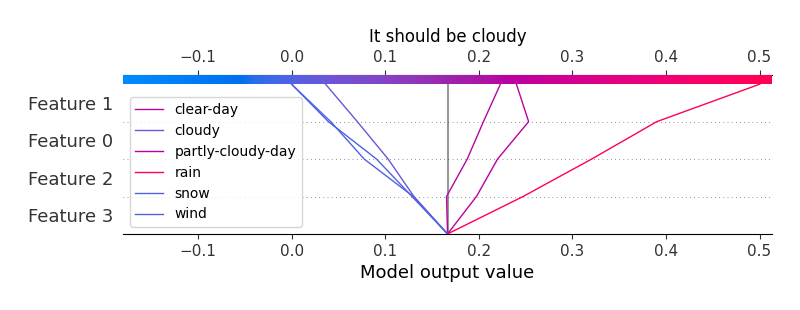 It should be cloudy
−0.1 0.0 0.1 0.2 0.3 0.4 0.5
Feature 1
Feature 0
Feature 2
Feature 3
clear-day
cloudy
partly-cloudy-day
rain
snow
wind
−0.1 0.0 0.1 0.2 0.3 0.4 0.5
Model output value